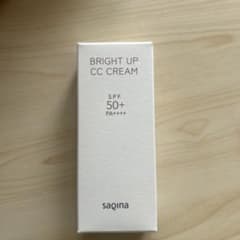 BRIGHT UP
CC CREAM
SPF
50+
PA++++
saqina